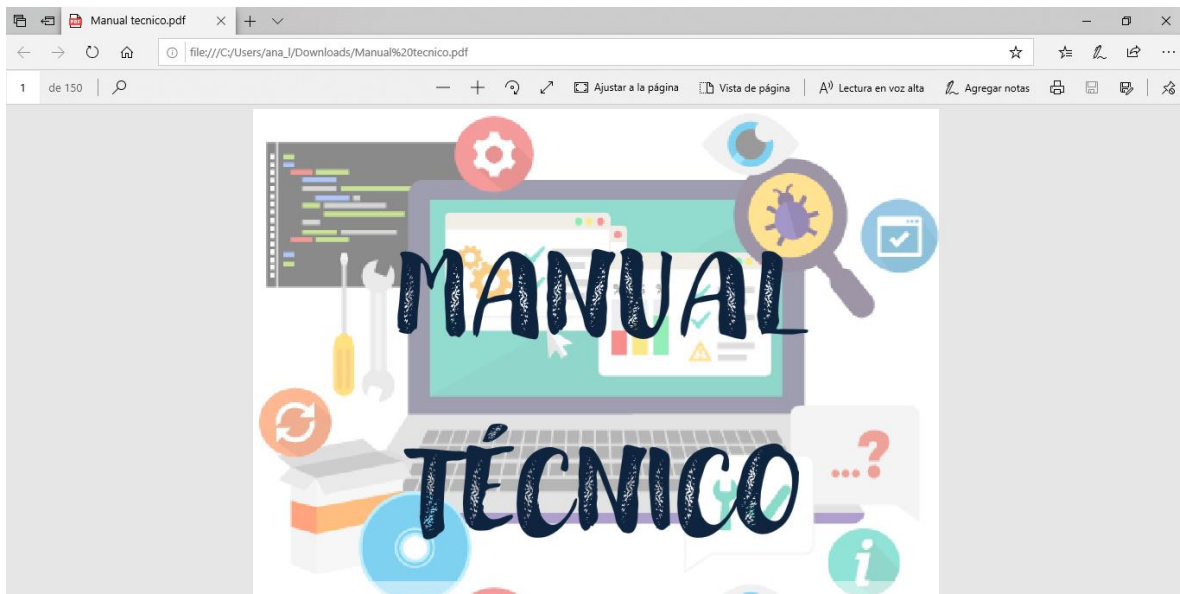 Manual tecnico.pdf
file:///C:/Users/ana_l/Downloads/Manual%20tecnico.pdf
1 de 150 Ajustar a la página Vista de página A)) Lectura en voz alta Agregar notas
MANUAL
...?
TÉCNICO
i